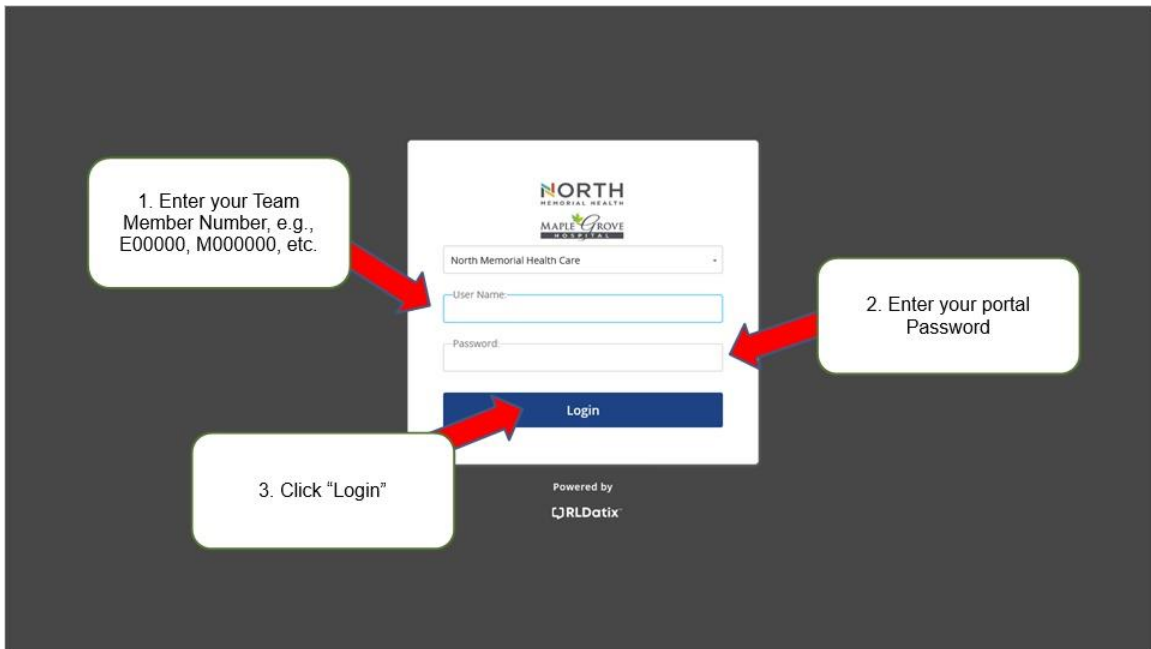 1. Enter your Team
Member Number, e.g.,
E00000, M000000, etc.
NORTH
MEMORIAL HEALTH
MAPLE GROVE
HOSPITAL
North Memorial Health Care
User Name:
Password:
Login
2. Enter your portal
Password
3. Click “Login”
Powered by
RLDatix